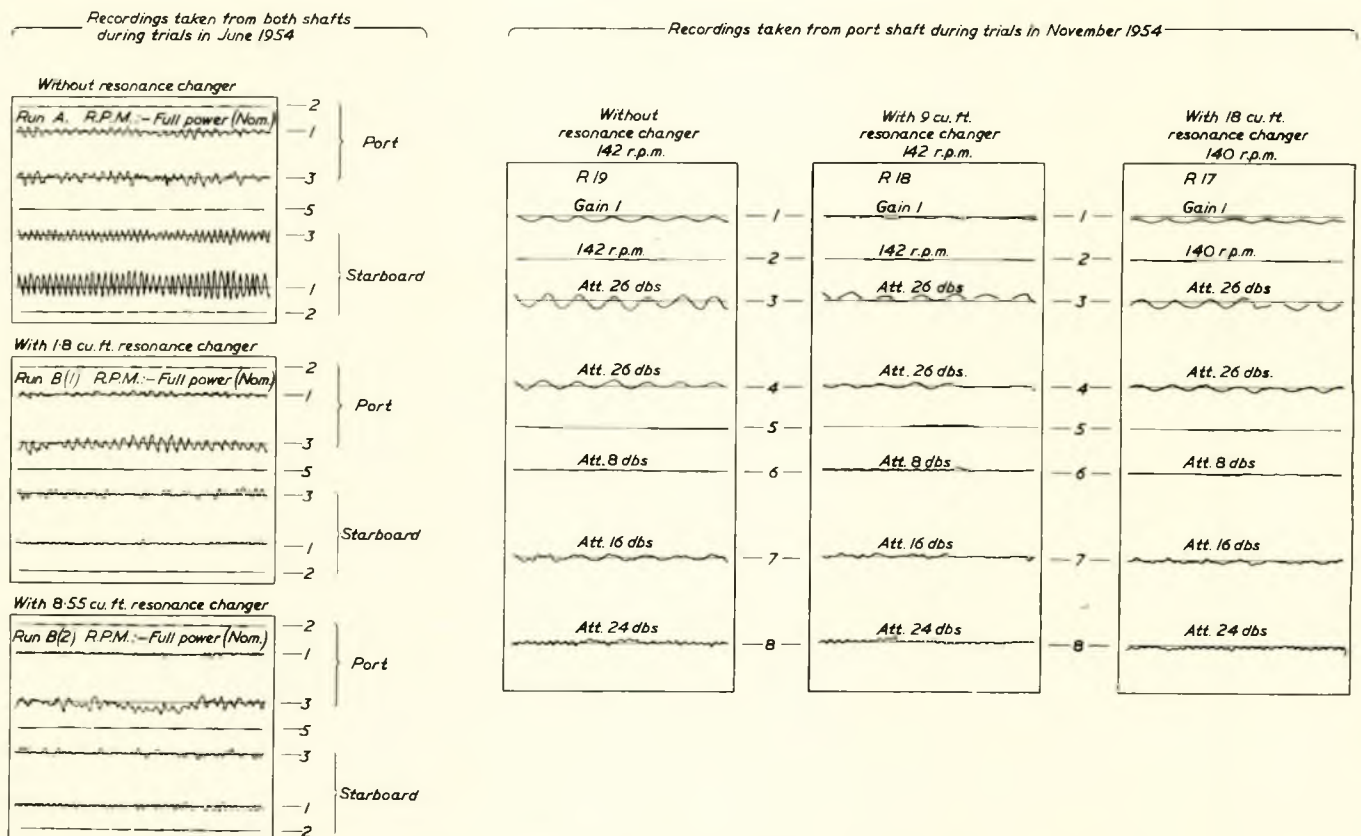 Recordings taken from both shafts
during trials in June 1954
Without resonance changer
Run A. R.P.M.:-Full power (Nom.)
2
1
Port
3
5
3
Starboard
1
2
With 1·8 cu. ft. resonance changer
Run B(1) R.P.M.:-Full power (Nom.)
2
1
Port
3
5
3
Starboard
1
2
With 8·55 cu. ft. resonance changer
Run B(2) R.P.M.:-Full power (Nom.)
2
1
Port
3
5
3
Starboard
1
2
Recordings taken from port shaft during trials in November 1954
Without
resonance changer
142 r.p.m.
R 19
Gain 1
142 r.p.m.
Att. 26 dbs
Att. 26 dbs
Att. 8 dbs
Att. 16 dbs
Att. 24 dbs
1
2
3
4
5
6
7
8
With 9 cu. ft.
resonance changer
142 r.p.m.
R 18
Gain 1
142 r.p.m.
Att. 26 dbs
Att. 26 dbs.
Att. 8 dbs
Att. 16 dbs
Att. 24 dbs
1
2
3
4
5
6
7
8
With 18 cu. ft.
resonance changer
140 r.p.m.
R 17
Gain 1
140 r.p.m.
Att. 26 dbs
Att. 26 dbs.
Att. 8 dbs
Att. 16 dbs
Att. 24 dbs